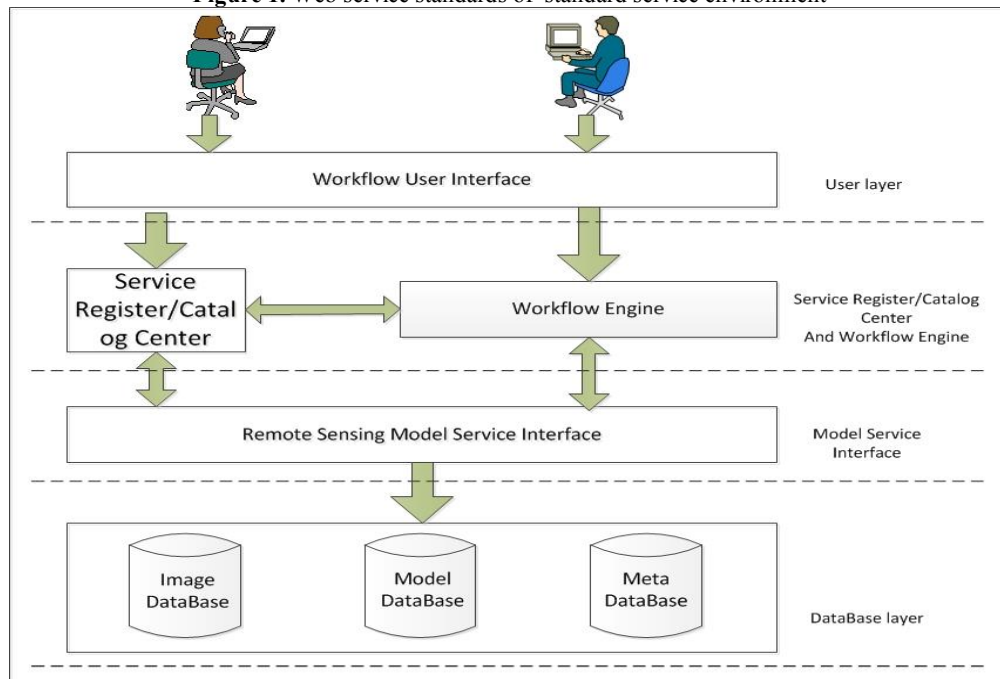 Figure 1. Web service standards of standard service environment
Workflow User Interface
User layer
Service
Register/Catal
og Center
Workflow Engine
Service Register/Catalog
Center
And Workflow Engine
Remote Sensing Model Service Interface
Model Service
Interface
Image
DataBase
Model
DataBase
Meta
DataBase
DataBase layer